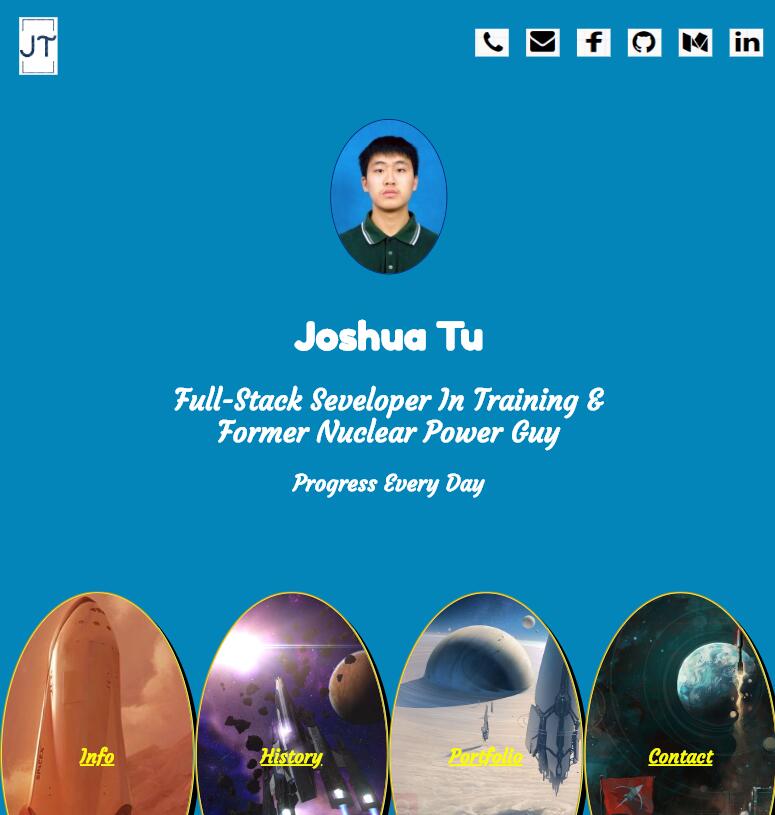 JT
in
Joshua Tu
Full-Stack Seveloper In Training &
Former Nuclear Power Guy
Progress Every Day
Info
History
Portfolio
Contact